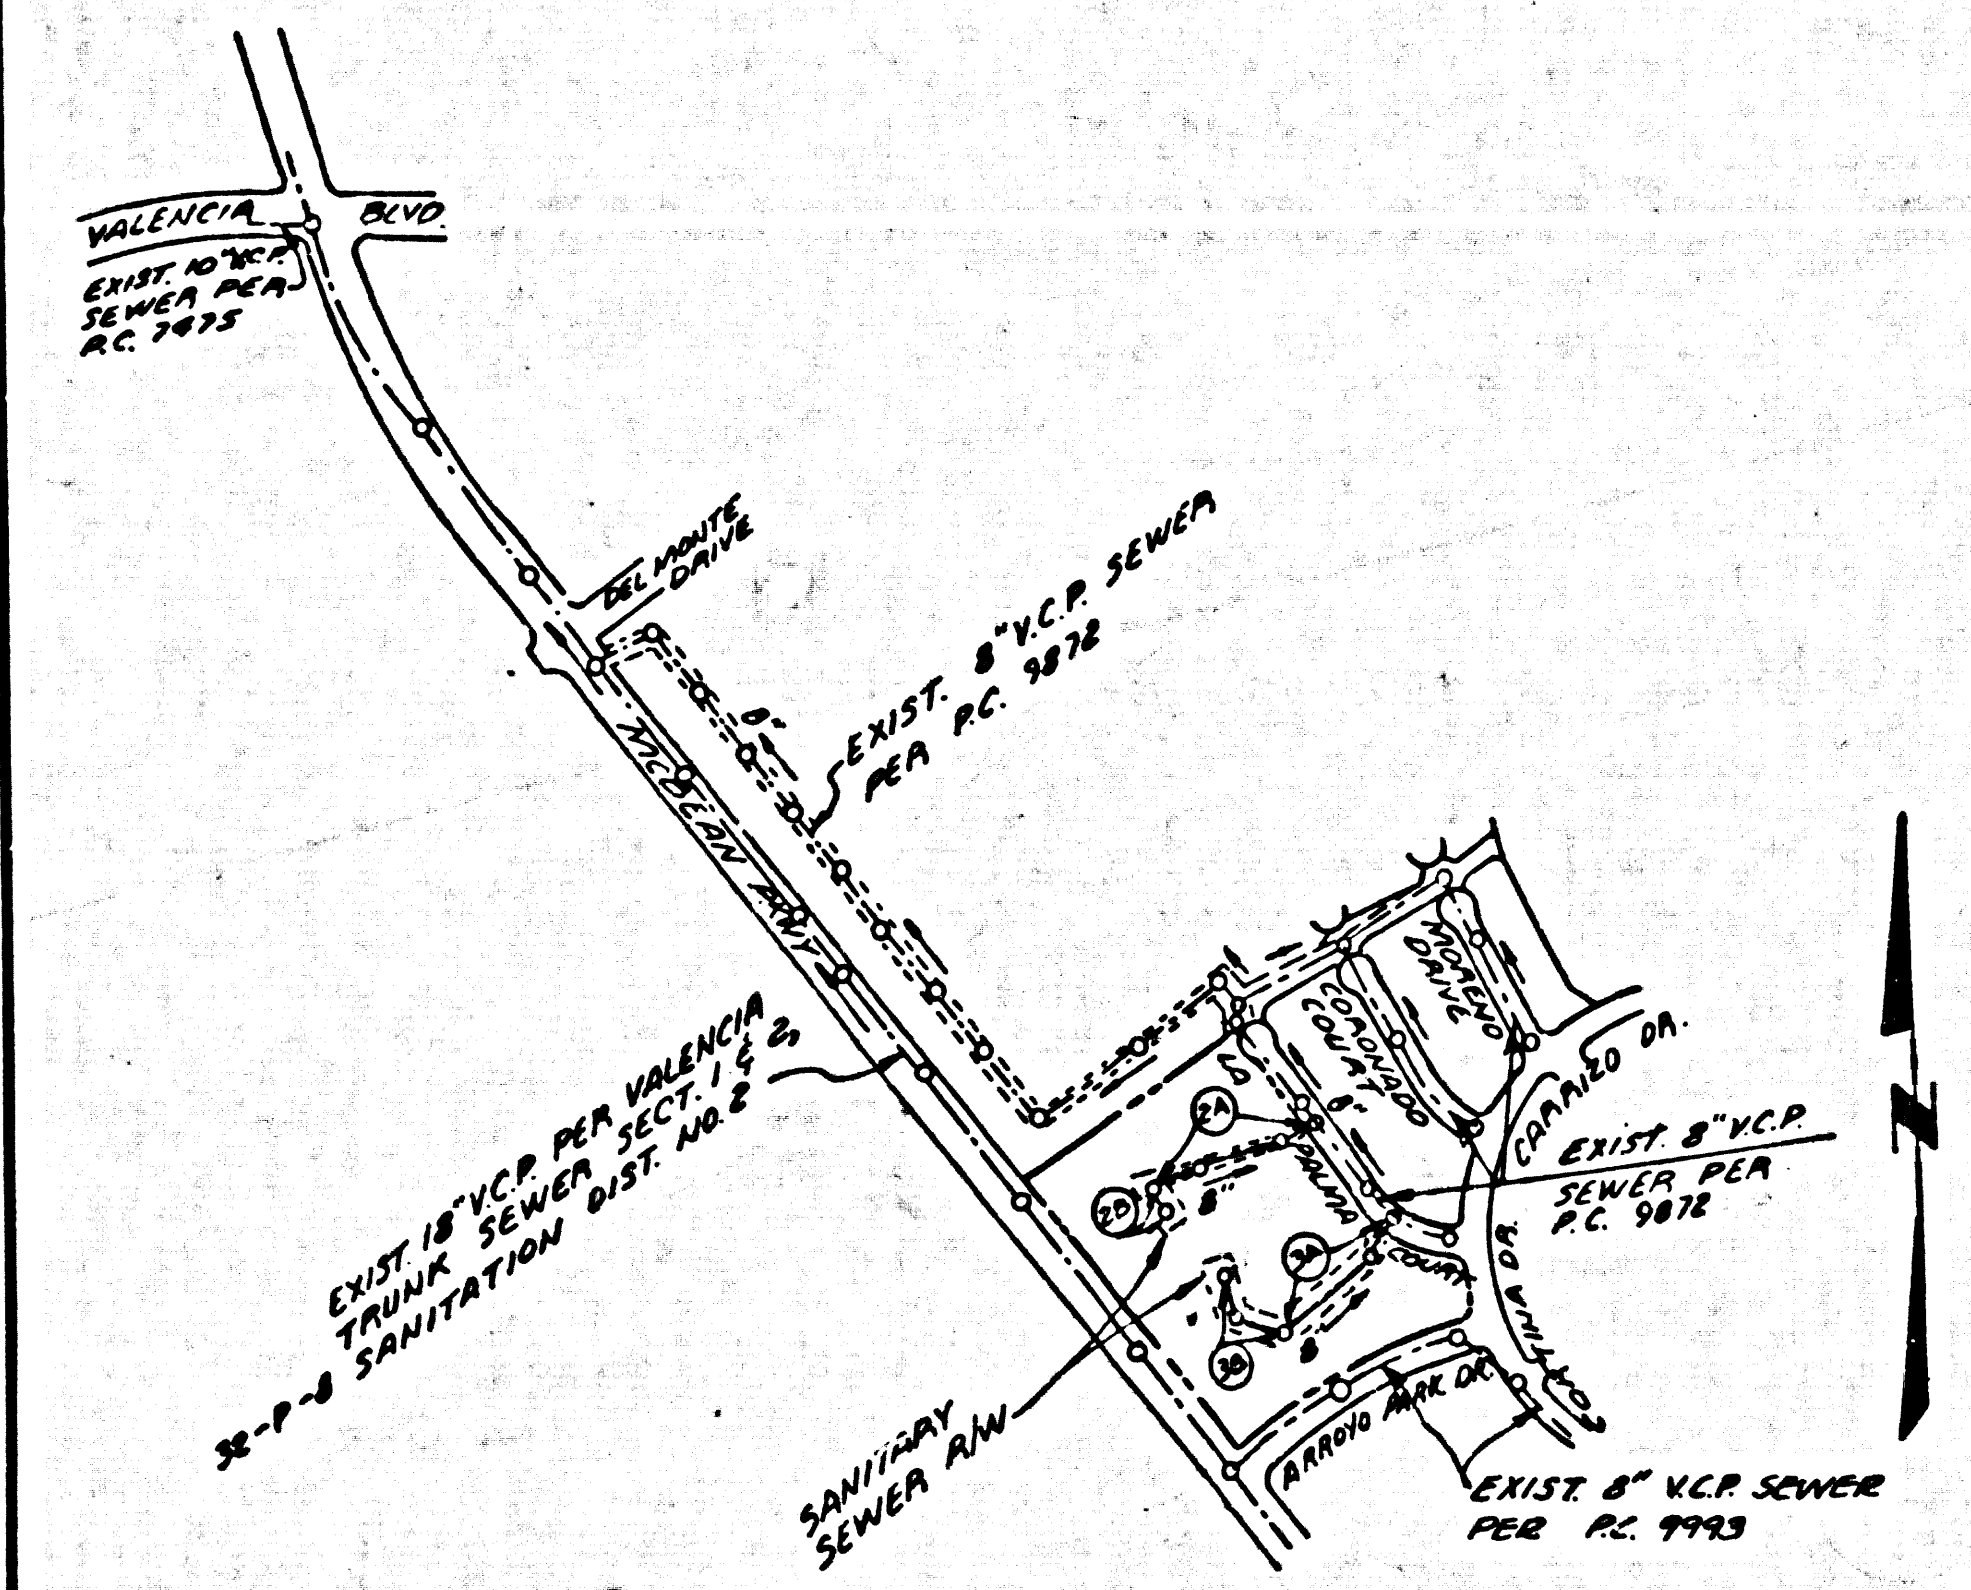 VALENCIA BLVD.
EXIST. 10" V.C.P.
SEWER PER
P.C. 7475
DEL MONTE
DRIVE
EXIST. 8" V.C.P. SEWER
PER P.C. 9872
8"
MCBEAN PKWY
EXIST. 18" V.C.P. PER VALENCIA
TRUNK SEWER SECT. 1 & 2,
32-P-8 SANITATION DIST. NO. 2
MORENO
DRIVE
CORONADO
COURT
LA PALMA COURT
8"
2A
2B
8"
3A
3B
8"
CARRIZO DR.
EXIST. 8" V.C.P.
SEWER PER
P.C. 9872
FORTUNA DR.
ARROYO PARK DR.
SANITARY
SEWER R/W
EXIST. 8" V.C.P. SEWER
PER P.C. 9993
N